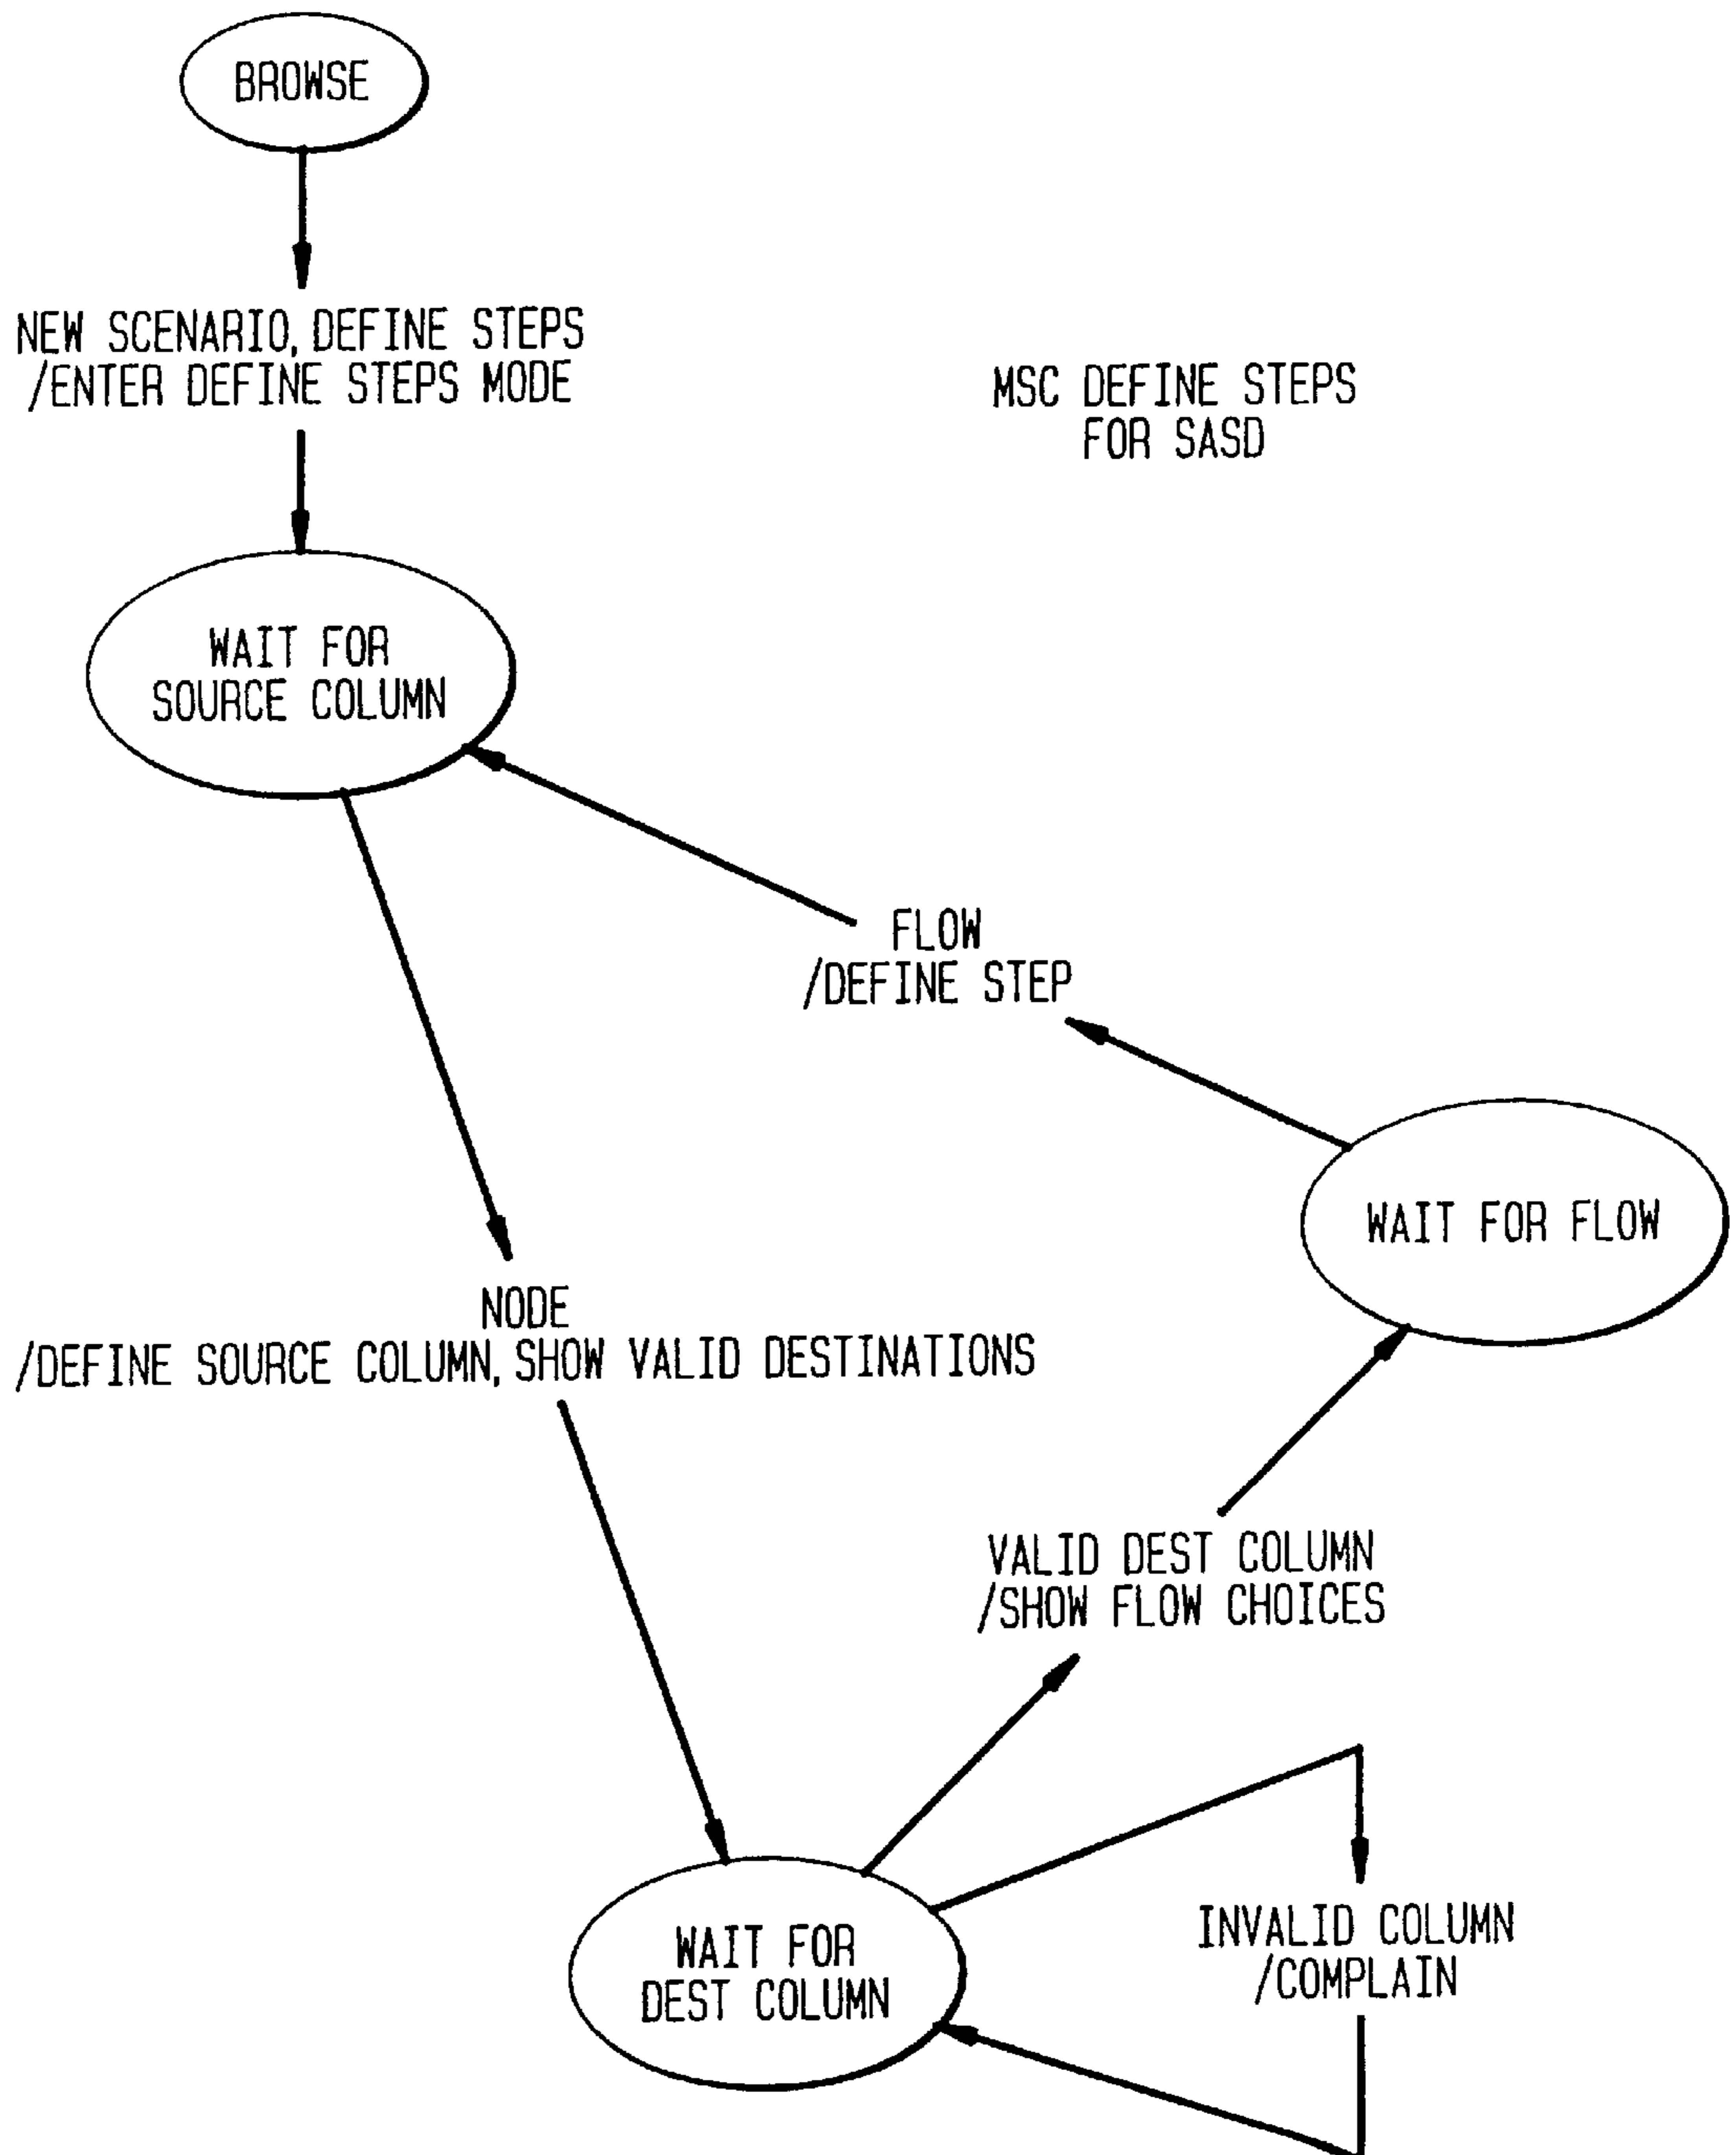 BROWSE
NEW SCENARIO, DEFINE STEPS
/ENTER DEFINE STEPS MODE
MSC DEFINE STEPS
FOR SASD
WAIT FOR
SOURCE COLUMN
FLOW
/DEFINE STEP
WAIT FOR FLOW
NODE
/DEFINE SOURCE COLUMN, SHOW VALID DESTINATIONS
VALID DEST COLUMN
/SHOW FLOW CHOICES
WAIT FOR
DEST COLUMN
INVALID COLUMN
/COMPLAIN